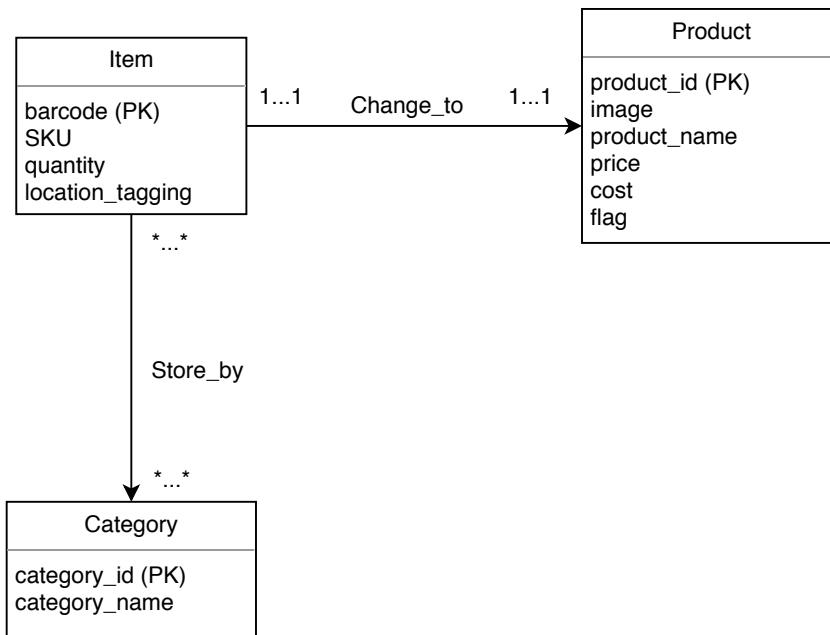 Item
barcode (PK)
SKU
quantity
location_tagging
1...1
Change_to
1...1
Product
product_id (PK)
image
product_name
price
cost
flag
*...*
Store_by
*...*
Category
category_id (PK)
category_name